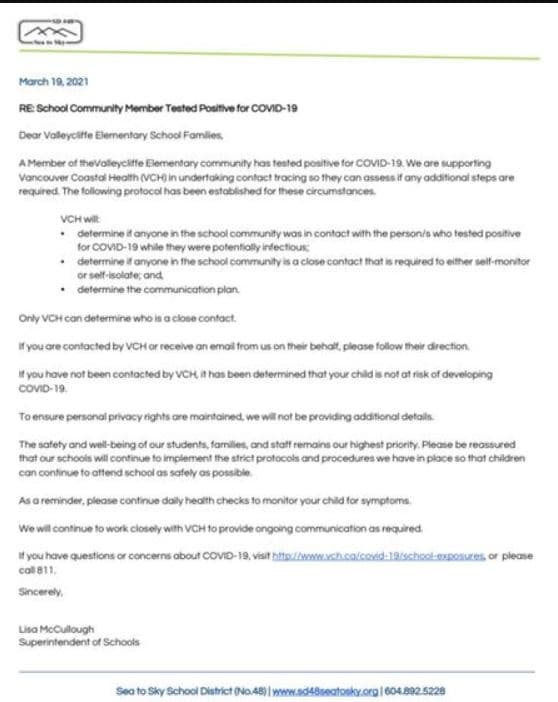 SD 48
Sea to Sky
March 19, 2021
RE: School Community Member Tested Positive for COVID-19
Dear Valleycliffe Elementary School Families,
A Member of theValleycliffe Elementary community has tested positive for COVID-19. We are supporting
Vancouver Coastal Health (VCH) in undertaking contact tracing so they can assess if any additional steps are
required. The following protocol has been established for these circumstances.
VCH will:
• determine if anyone in the school community was in contact with the person/s who tested positive
for COVID-19 while they were potentially infectious;
• determine if anyone in the school community is a close contact that is required to either self-monitor
or self-isolate; and,
• determine the communication plan.
Only VCH can determine who is a close contact.
If you are contacted by VCH or receive an email from us on their behalf, please follow their direction.
If you have not been contacted by VCH, it has been determined that your child is not at risk of developing
COVID-19.
To ensure personal privacy rights are maintained, we will not be providing additional details.
The safety and well-being of our students, families, and staff remains our highest priority. Please be reassured
that our schools will continue to implement the strict protocols and procedures we have in place so that children
can continue to attend school as safely as possible.
As a reminder, please continue daily health checks to monitor your child for symptoms.
We will continue to work closely with VCH to provide ongoing communication as required.
If you have questions or concerns about COVID-19, visit http://www.vch.ca/covid-19/school-exposures, or please
call 811.
Sincerely,
Lisa McCullough
Superintendent of Schools
Sea to Sky School District (No.48) | www.sd48seatosky.org | 604.892.5228